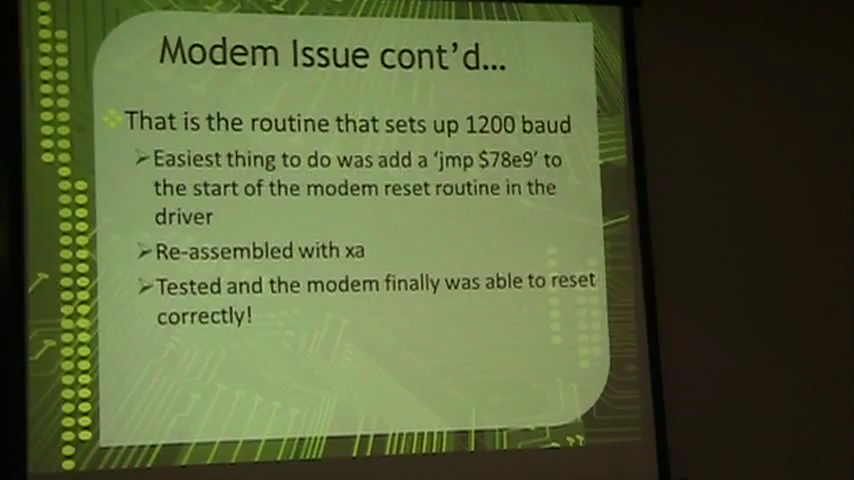 Modem Issue cont'd...
That is the routine that sets up 1200 baud
Easiest thing to do was add a 'jmp $78e9' to
the start of the modem reset routine in the
driver
Re-assembled with xa
Tested and the modem finally was able to reset
correctly!